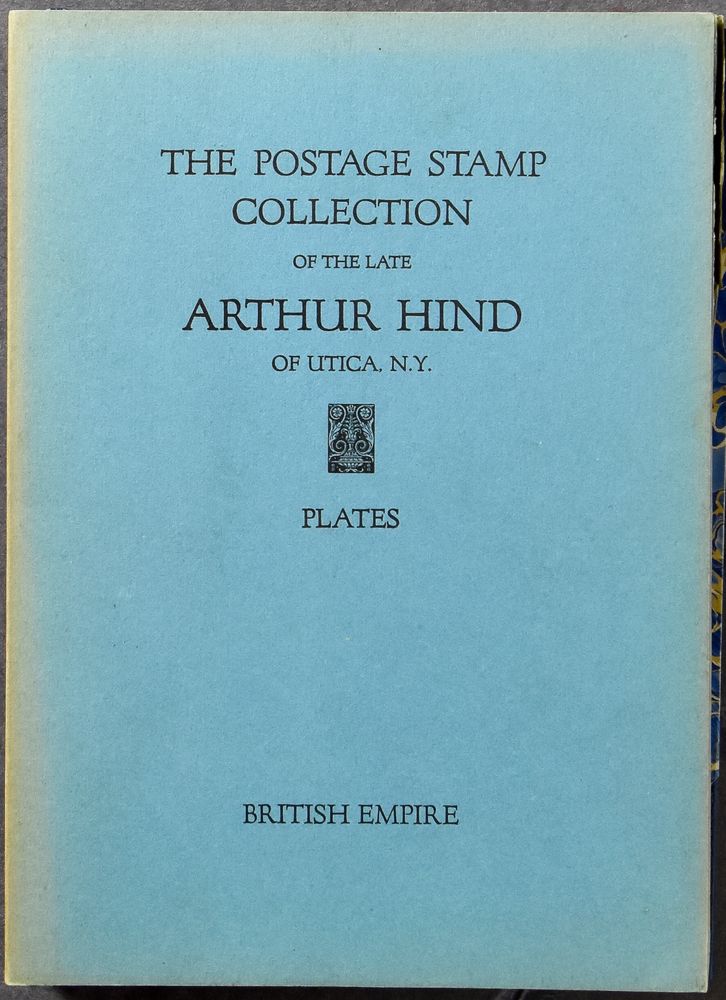 THE POSTAGE STAMP
COLLECTION
OF THE LATE
ARTHUR HIND
OF UTICA, N.Y.
PLATES
BRITISH EMPIRE